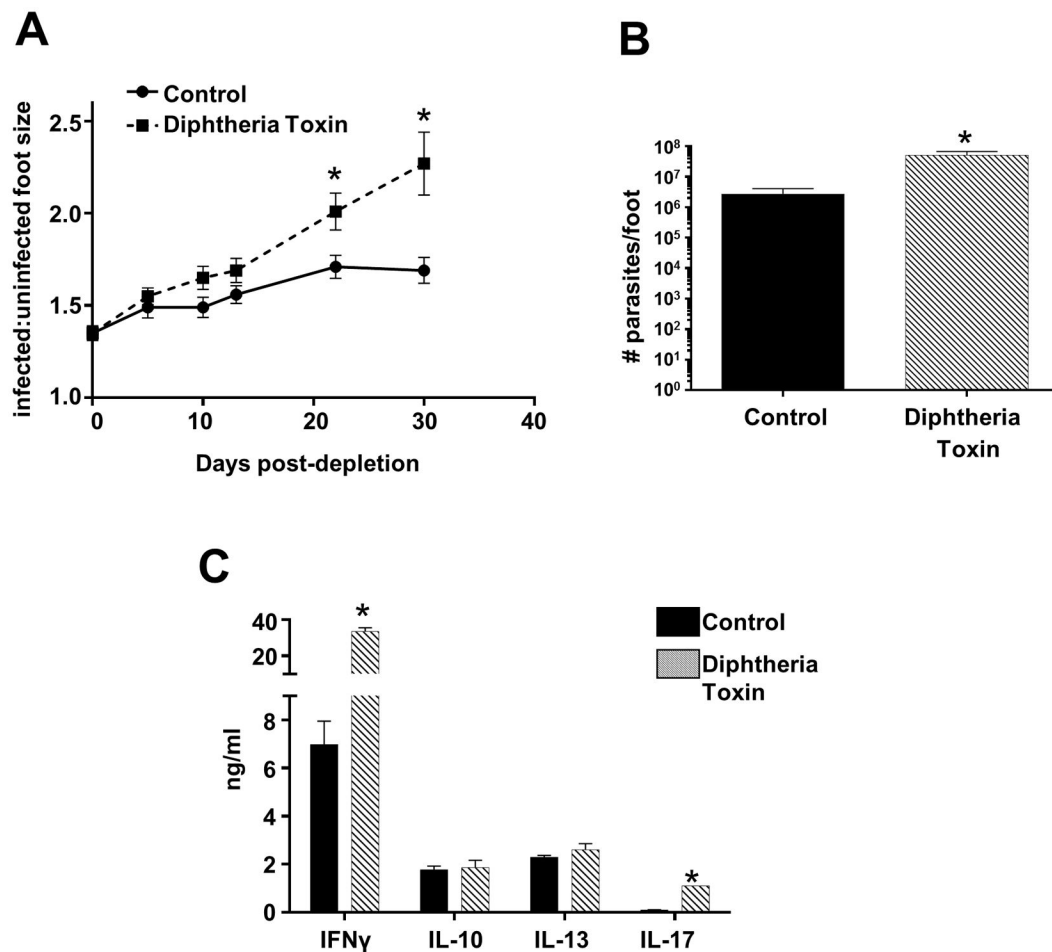 A
Control
Diphtheria Toxin
infected:uninfected foot size
2.5
2.0
1.5
1.0
*
*
0
10
20
30
40
Days post-depletion
B
# parasites/foot
10⁸
10⁷
10⁶
10⁵
10⁴
10³
10²
10¹
10⁰
*
Control
Diphtheria
Toxin
C
ng/ml
40
20
8
6
4
2
0
*
*
IFNγ
IL-10
IL-13
IL-17
Control
Diphtheria
Toxin